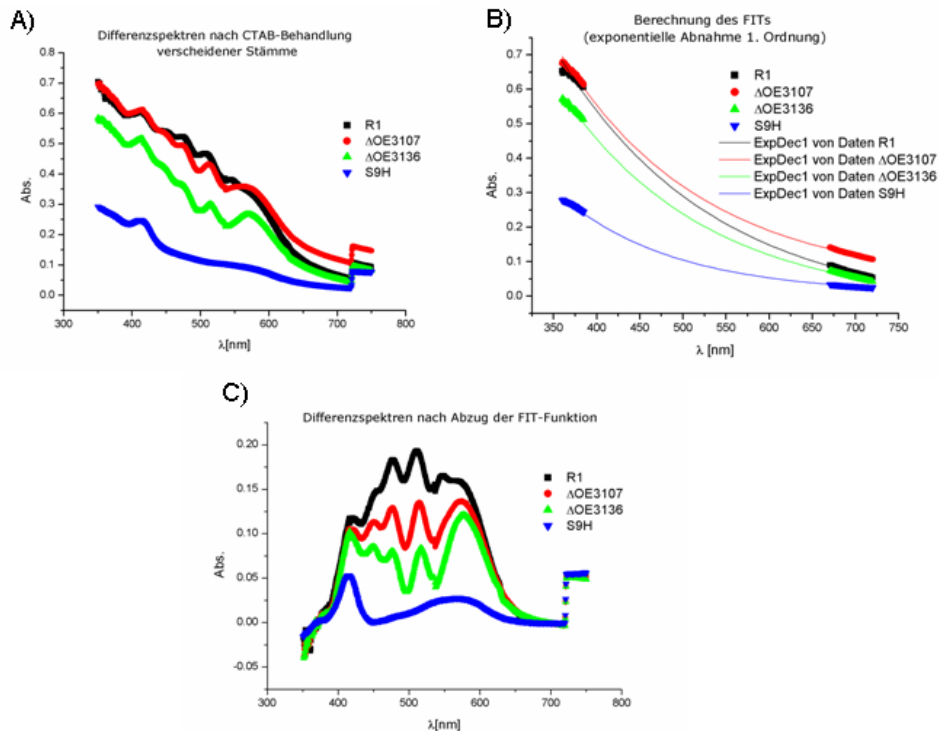 A)
Differenzspektren nach CTAB-Behandlung
verscheidener Stämme
0.8
0.7
0.6
0.5
0.4
0.3
0.2
0.1
0.0
Abs.
R1
ΔOE3107
ΔOE3136
S9H
300
400
500
600
700
800
λ[nm]
B)
Berechnung des FITs
(exponentielle Abnahme 1. Ordnung)
0.7
0.6
0.5
0.4
0.3
0.2
0.1
0.0
Abs.
R1
ΔOE3107
ΔOE3136
S9H
ExpDec1 von Daten R1
ExpDec1 von Daten ΔOE3107
ExpDec1 von Daten ΔOE3136
ExpDec1 von Daten S9H
350
400
450
500
550
600
650
700
750
λ [nm]
C)
Differenzspektren nach Abzug der FIT-Funktion
0.20
0.15
0.10
0.05
0.00
-0.05
Abs.
R1
ΔOE3107
ΔOE3136
S9H
300
400
500
600
700
800
λ[nm]